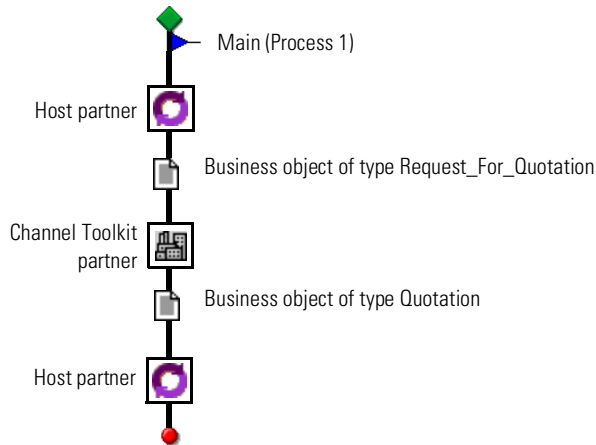 Main (Process 1)
Host partner
Business object of type Request_For_Quotation
Channel Toolkit
partner
Business object of type Quotation
Host partner